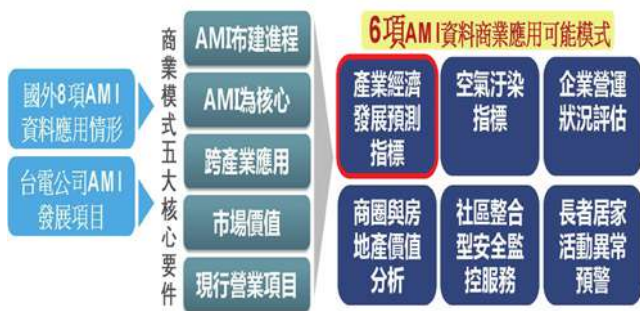 國外8項AMI
資料應用情形
台電公司AMI
發展項目
商業模式五大核心要件
AMI布建進程
AMI為核心
跨產業應用
市場價值
現行營業項目
6項AMI資料商業應用可能模式
產業經濟
發展預測
指標
空氣汙染
指標
企業營運
狀況評估
商圈與房
地產價值
分析
社區整合
型安全監
控服務
長者居家
活動異常
預警